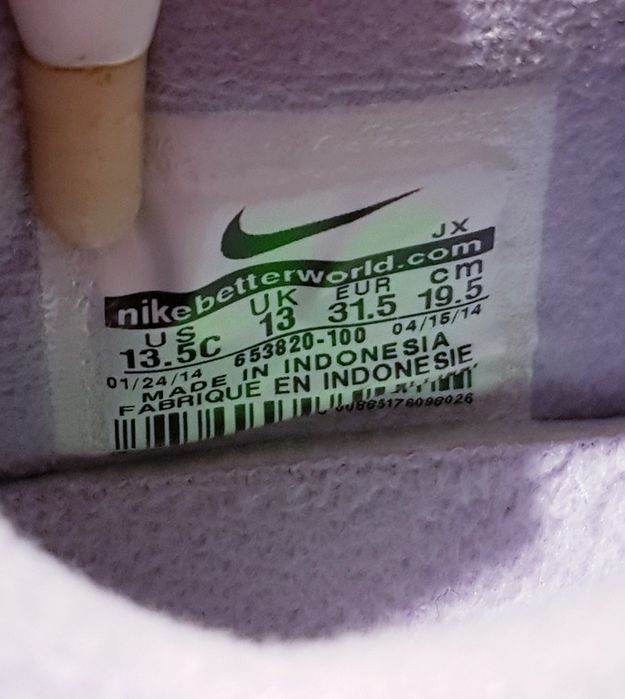 JX
nikebetterworld.com
US UK EUR cm
13.5C 13 31.5 19.5
01/24/14 653820-100 04/15/14
MADE IN INDONESIA
FABRIQUE EN INDONESIE